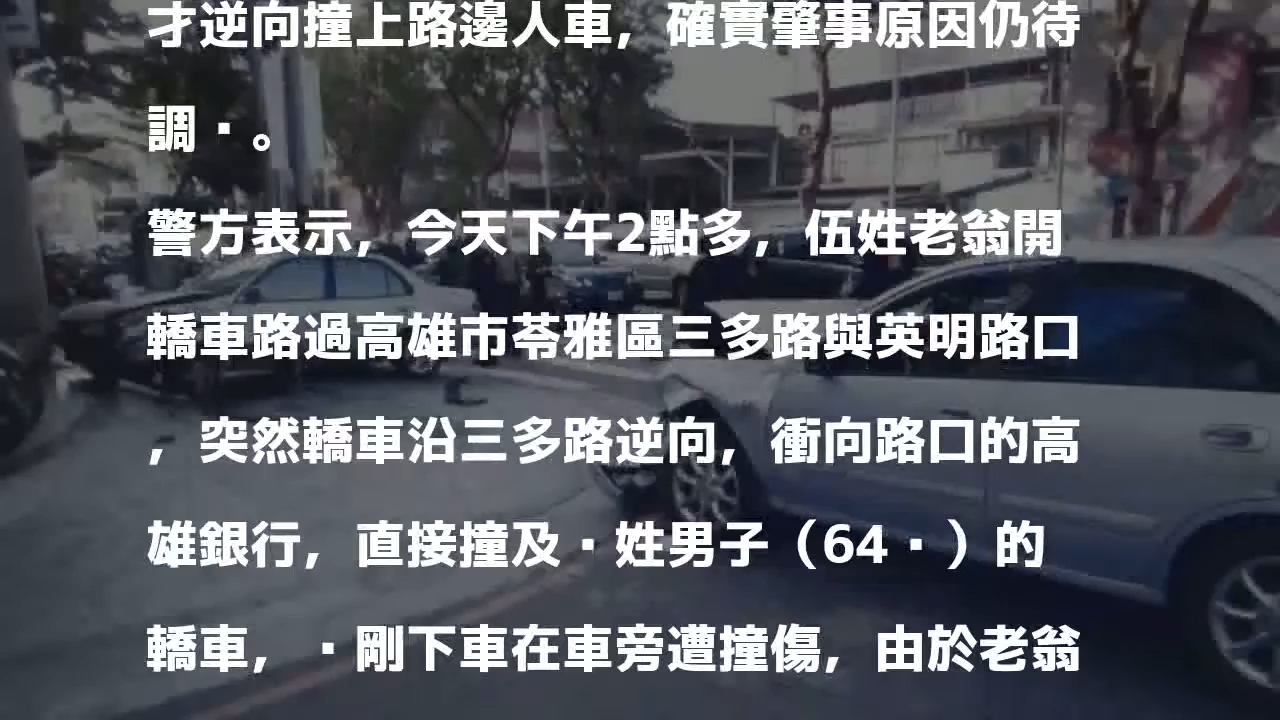 才逆向撞上路邊人車，確實肇事原因仍待
調▪。
警方表示，今天下午2點多，伍姓老翁開
轎車路過高雄市苓雅區三多路與英明路口
，突然轎車沿三多路逆向，衝向路口的高
雄銀行，直接撞及▪姓男子（64▪）的
轎車，▪剛下車在車旁遭撞傷，由於老翁